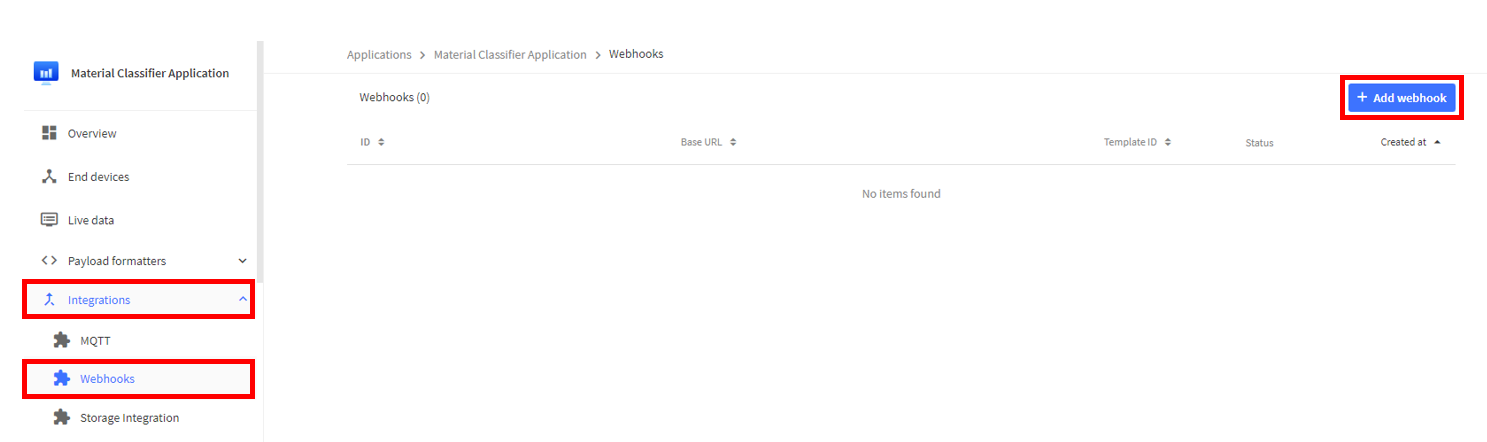 Material Classifier Application
Overview
End devices
Live data
Payload formatters
Integrations
MQTT
Webhooks
Storage Integration
Applications > Material Classifier Application > Webhooks
Webhooks (0)
+ Add webhook
ID Base URL Template ID Status Created at
No items found